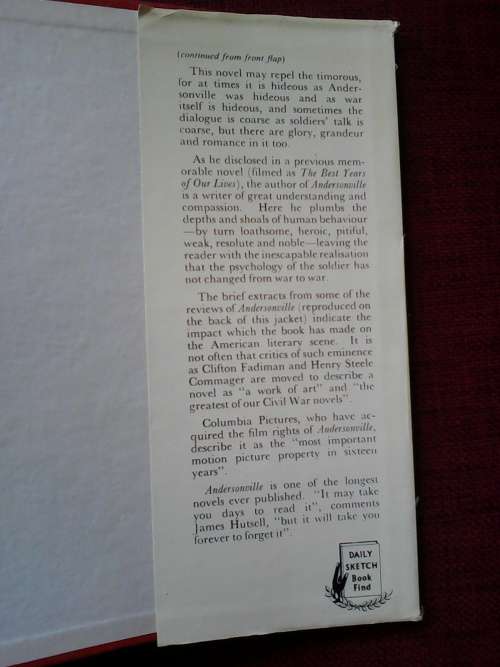 (continued from front flap)
This novel may repel the timorous,
for at times it is hideous as Ander-
sonville was hideous and as war
itself is hideous, and sometimes the
dialogue is coarse as soldiers' talk is
coarse, but there are glory, grandeur
and romance in it too.
As he disclosed in a previous mem-
orable novel (filmed as The Best Years
of Our Lives), the author of Andersonville
is a writer of great understanding and
compassion. Here he plumbs the
depths and shoals of human behaviour
—by turn loathsome, heroic, pitiful,
weak, resolute and noble—leaving the
reader with the inescapable realisation
that the psychology of the soldier has
not changed from war to war.
The brief extracts from some of the
reviews of Andersonville (reproduced on
the back of this jacket) indicate the
impact which the book has made on
the American literary scene. It is
not often that critics of such eminence
as Clifton Fadiman and Henry Steele
Commager are moved to describe a
novel as "a work of art" and "the
greatest of our Civil War novels".
Columbia Pictures, who have ac-
quired the film rights of Andersonville,
describe it as the "most important
motion picture property in sixteen
years".
Andersonville is one of the longest
novels ever published. "It may take
you days to read it", comments
James Hutsell, "but it will take you
forever to forget it".
DAILY
SKETCH
Book
Find